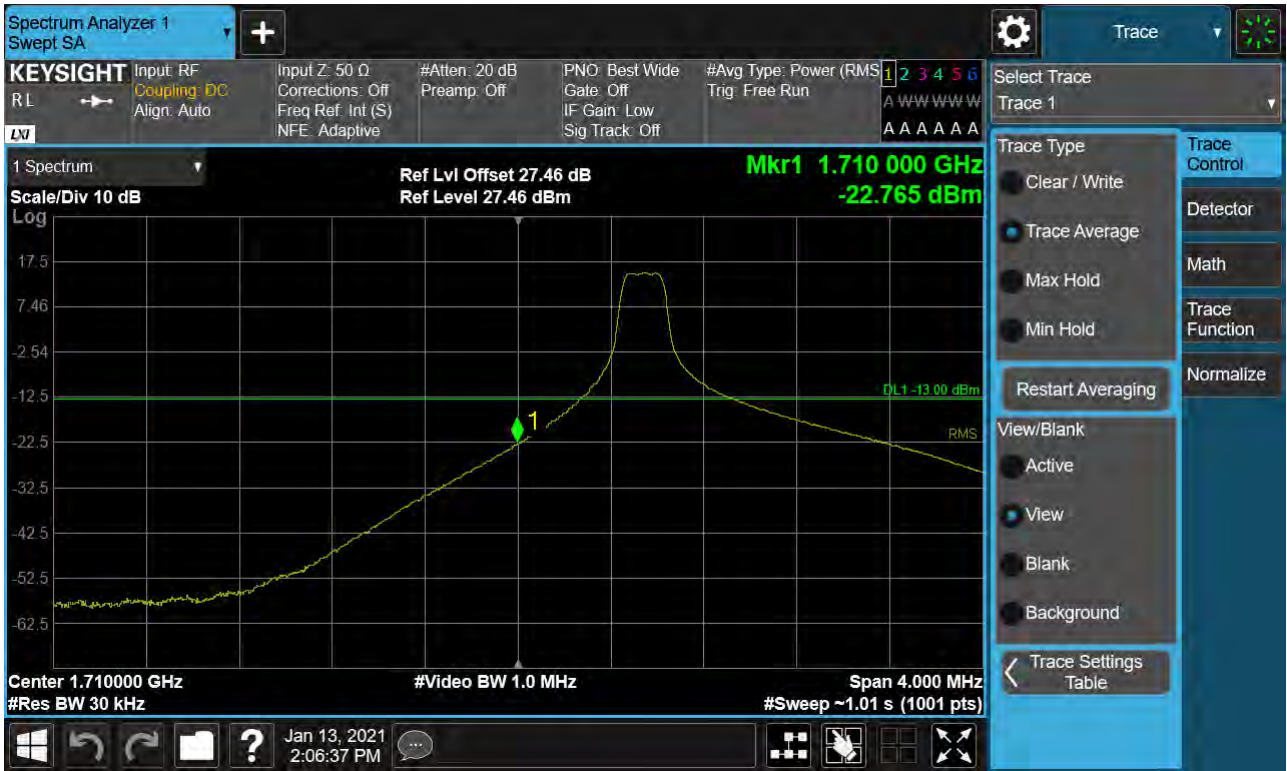 Spectrum Analyzer 1
Swept SA
+
Trace
KEYSIGHT
RL
LXI
Input: RF
Coupling: DC
Align: Auto
Input Z: 50 Ω
Corrections: Off
Freq Ref: Int (S)
NFE: Adaptive
#Atten: 20 dB
Preamp: Off
PNO: Best Wide
Gate: Off
IF Gain: Low
Sig Track: Off
#Avg Type: Power (RMS
Trig: Free Run
1 2 3 4 5 6
A W W W W W
A A A A A A
Select Trace
Trace 1
1 Spectrum
Scale/Div 10 dB
Ref Lvl Offset 27.46 dB
Ref Level 27.46 dBm
Mkr1 1.710 000 GHz
-22.765 dBm
Log
17.5
7.46
-2.54
-12.5
-22.5
-32.5
-42.5
-52.5
-62.5
DL1 -13.00 dBm
1
RMS
Center 1.710000 GHz
#Res BW 30 kHz
#Video BW 1.0 MHz
Span 4.000 MHz
#Sweep ~1.01 s (1001 pts)
Trace Type
Clear / Write
Trace Average
Max Hold
Min Hold
Restart Averaging
View/Blank
Active
View
Blank
Background
Trace Settings
Table
Trace
Control
Detector
Math
Trace
Function
Normalize
?
Jan 13, 2021
2:06:37 PM